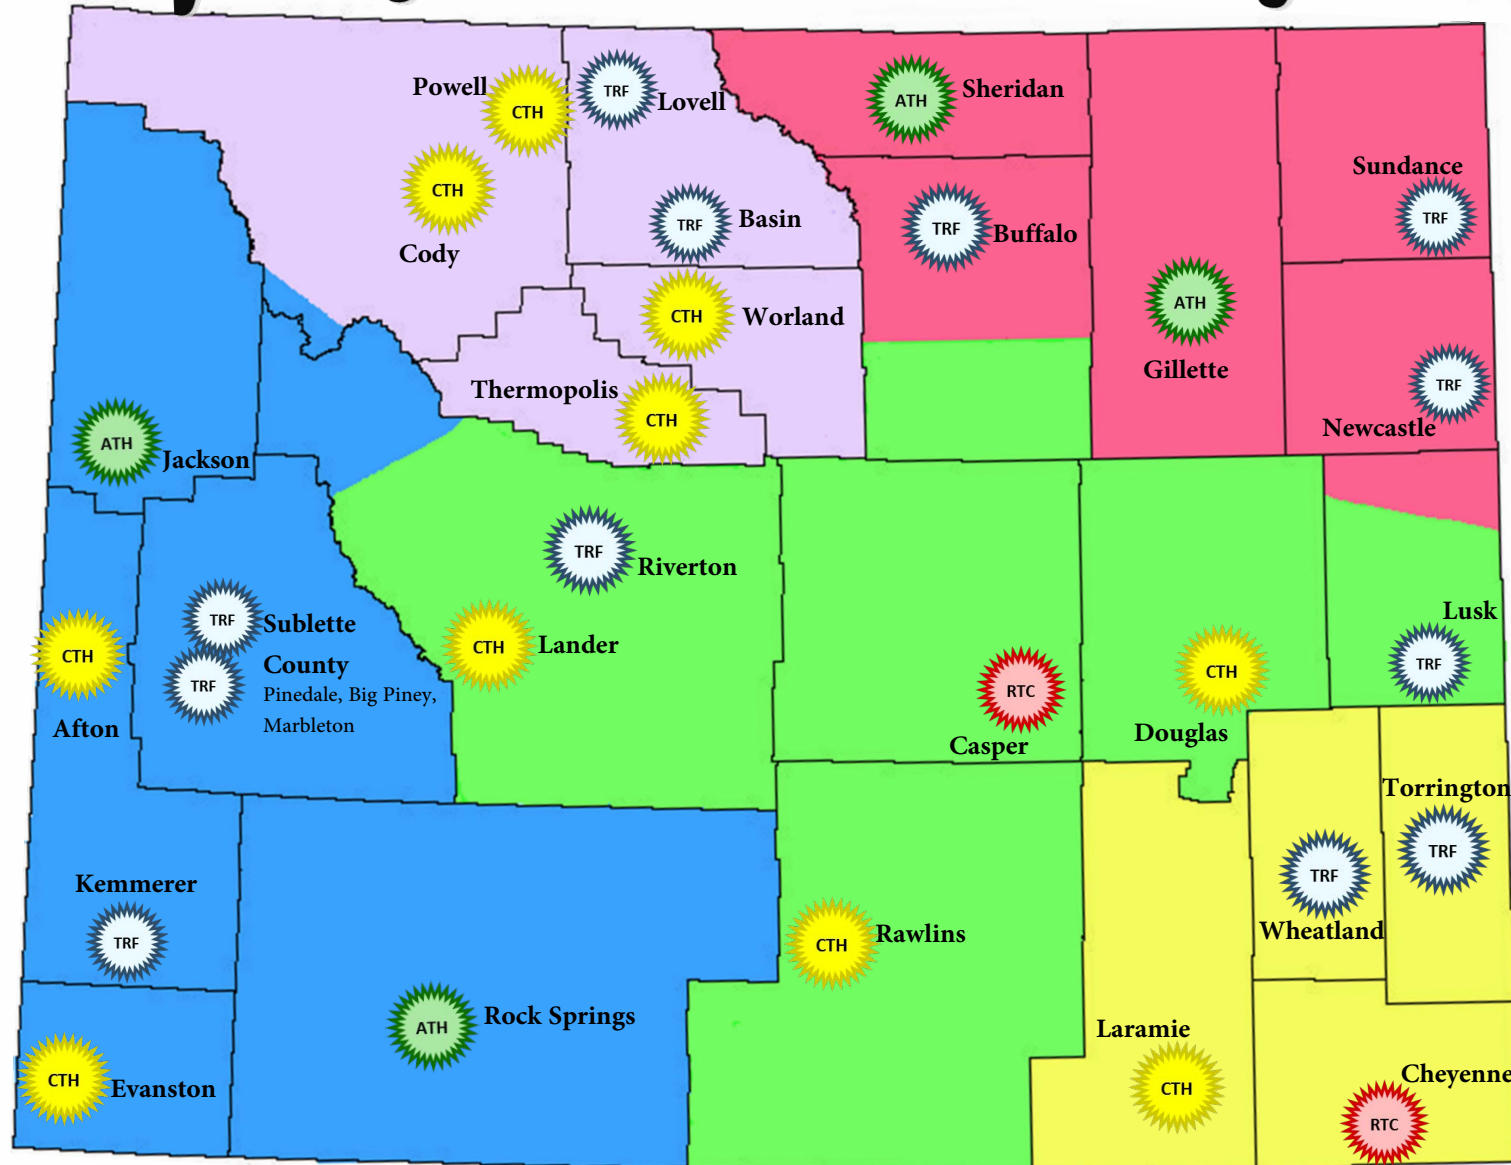 Powell
CTH
TRF
Lovell
ATH
Sheridan
CTH
Cody
TRF
Basin
TRF
Buffalo
Sundance
TRF
CTH
Worland
ATH
Gillette
Thermopolis
CTH
TRF
Newcastle
ATH
Jackson
TRF
Riverton
CTH
Lander
TRF
Sublette
County
TRF
Pinedale, Big Piney,
Marbleton
CTH
Afton
RTC
Casper
CTH
Douglas
Lusk
TRF
Torrington
TRF
TRF
Wheatland
Kemmerer
TRF
CTH
Rawlins
ATH
Rock Springs
Laramie
CTH
CTH
Evanston
Cheyenne
RTC